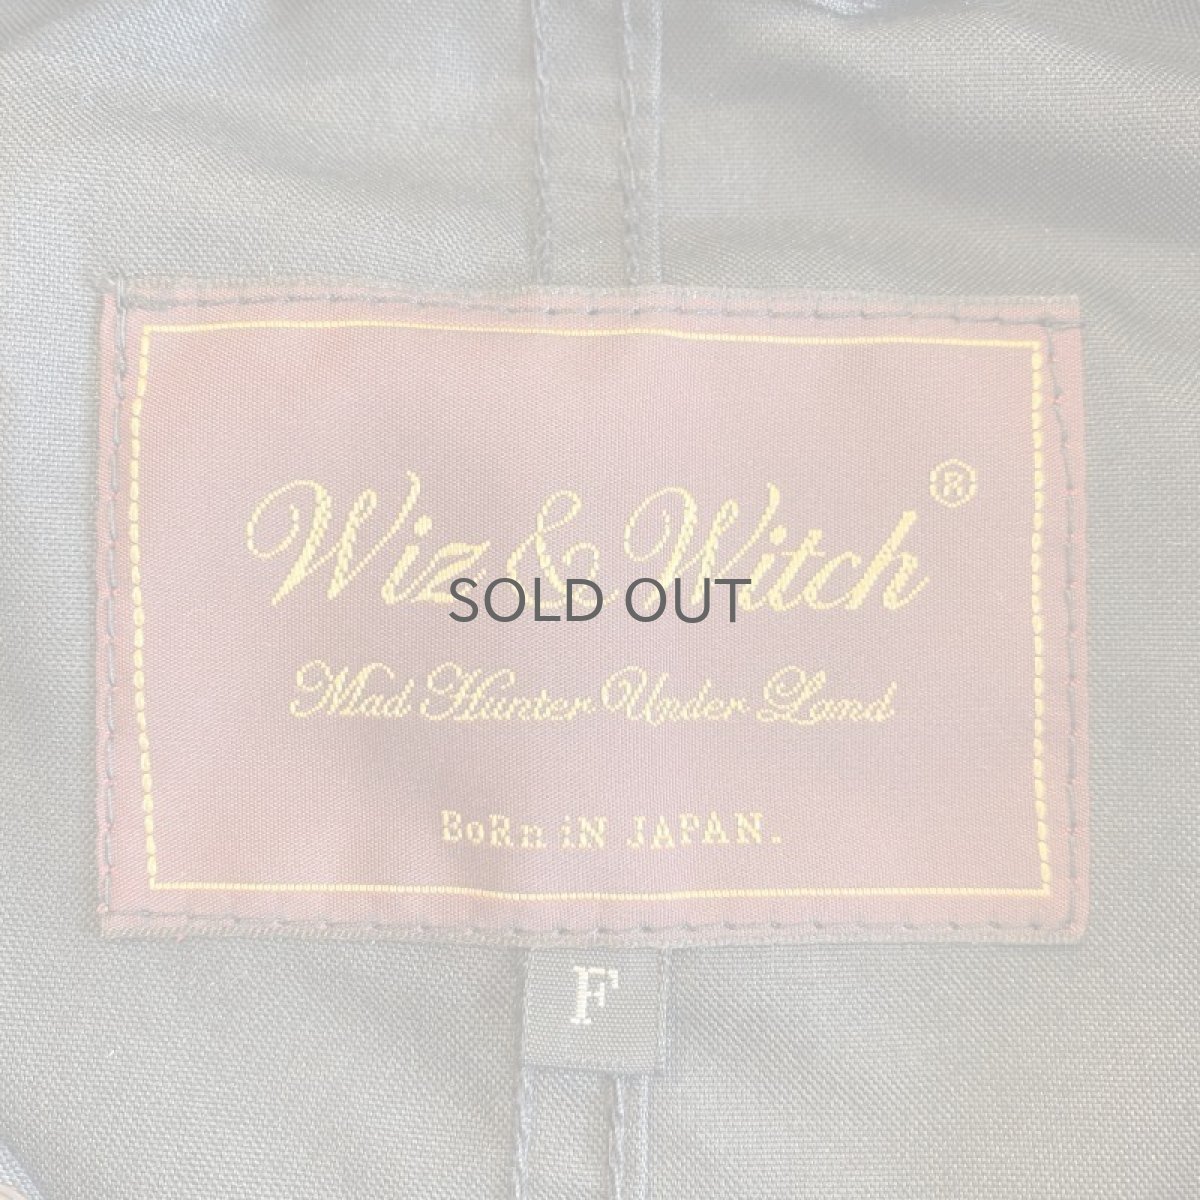 Wiz & Witch®
SOLD OUT
Mad Hunter Under Land
BoRn iN JAPAN.
F